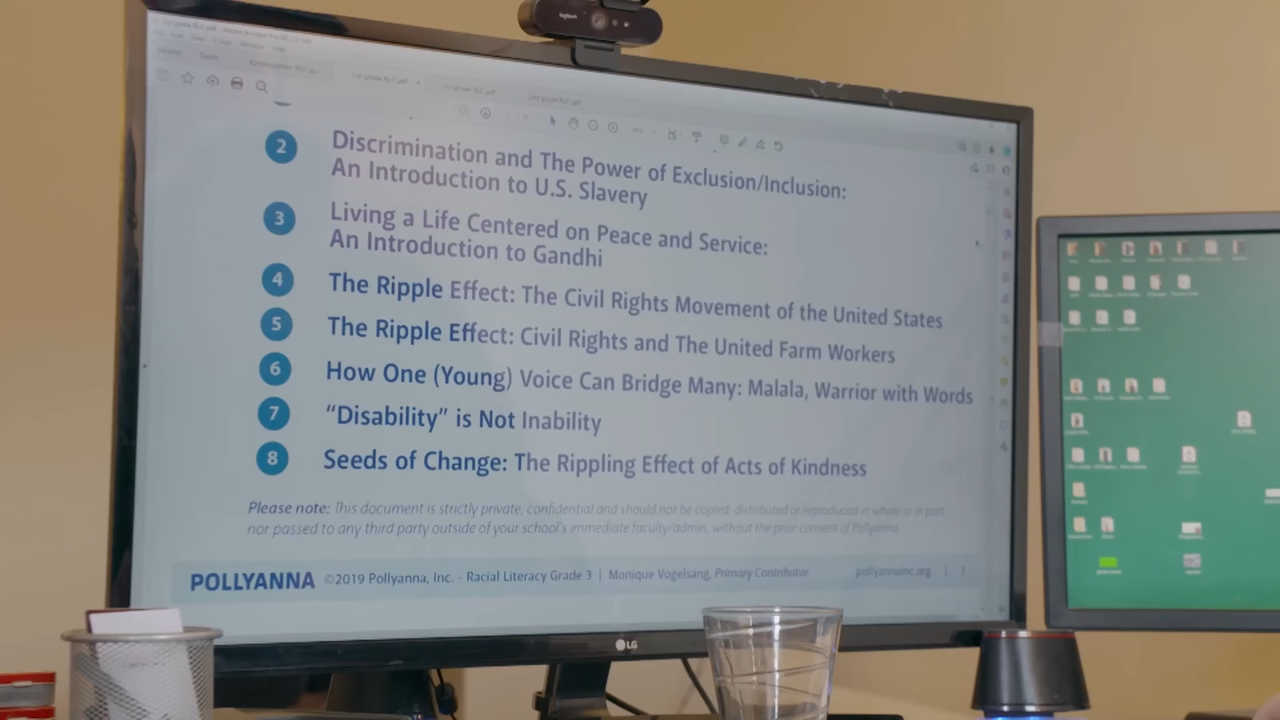 logitech
2
Discrimination and The Power of Exclusion/Inclusion:
An Introduction to U.S. Slavery
3
Living a Life Centered on Peace and Service:
An Introduction to Gandhi
4
The Ripple Effect: The Civil Rights Movement of the United States
5
The Ripple Effect: Civil Rights and The United Farm Workers
6
How One (Young) Voice Can Bridge Many: Malala, Warrior with Words
7
“Disability” is Not Inability
8
Seeds of Change: The Rippling Effect of Acts of Kindness
Please note: This document is strictly private, confidential and should not be copied, distributed or reproduced in whole or in part,
nor passed to any third party outside of your school's immediate faculty/admin, without the prior consent of Pollyanna.
POLLYANNA ©2019 Pollyanna, Inc. - Racial Literacy Grade 3 | Monique Vogelsang, Primary Contributor pollyannainc.org | 1
LG